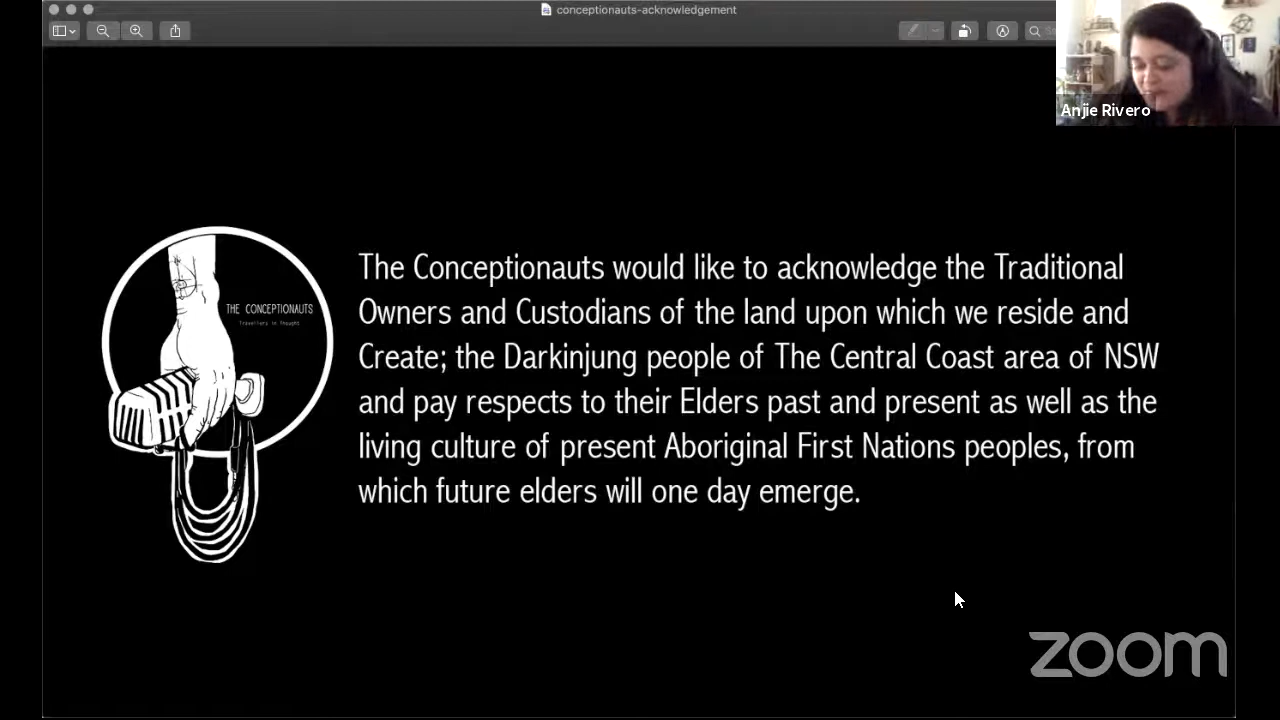 conceptionauts-acknowledgement
Anjie Rivero
THE CONCEPTIONAUTS
Travellers in Thought
The Conceptionauts would like to acknowledge the Traditional
Owners and Custodians of the land upon which we reside and
Create; the Darkinjung people of The Central Coast area of NSW
and pay respects to their Elders past and present as well as the
living culture of present Aboriginal First Nations peoples, from
which future elders will one day emerge.
zoom